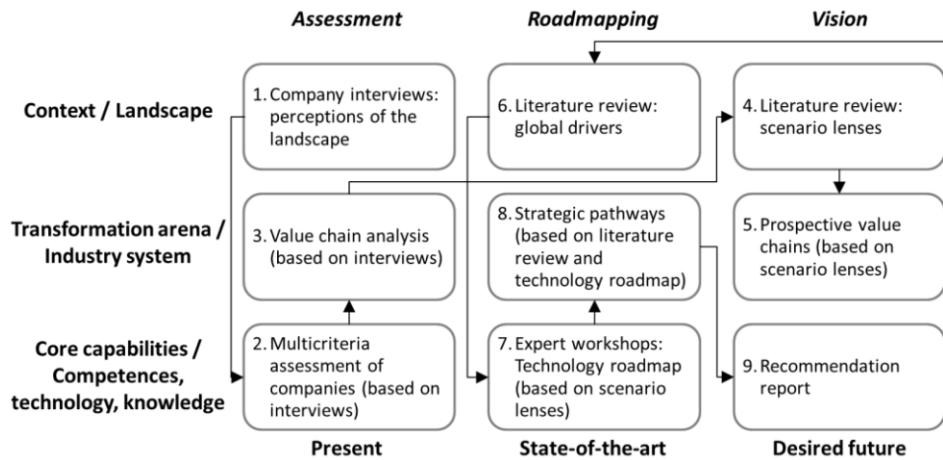 Assessment
Roadmapping
Vision
Context / Landscape
1. Company interviews:
perceptions of the
landscape
6. Literature review:
global drivers
4. Literature review:
scenario lenses
Transformation arena /
Industry system
3. Value chain analysis
(based on interviews)
8. Strategic pathways
(based on literature
review and
technology roadmap)
5. Prospective value
chains (based on
scenario lenses)
Core capabilities /
Competences,
technology, knowledge
2. Multicriteria
assessment of
companies (based on
interviews)
7. Expert workshops:
Technology roadmap
(based on scenario
lenses)
9. Recommendation
report
Present
State-of-the-art
Desired future